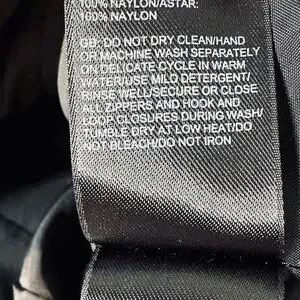 100% NAYLON/ASTAR:
100% NAYLON
GB: DO NOT DRY CLEAN/HAND
OR MACHINE WASH SEPARATELY
ON DELICATE CYCLE IN WARM
WATER/USE MILD DETERGENT/
RINSE WELL/SECURE OR CLOSE
ALL ZIPPERS AND HOOK AND
LOOP CLOSURES DURING WASH/
TUMBLE DRY AT LOW HEAT/DO
NOT BLEACH/DO NOT IRON